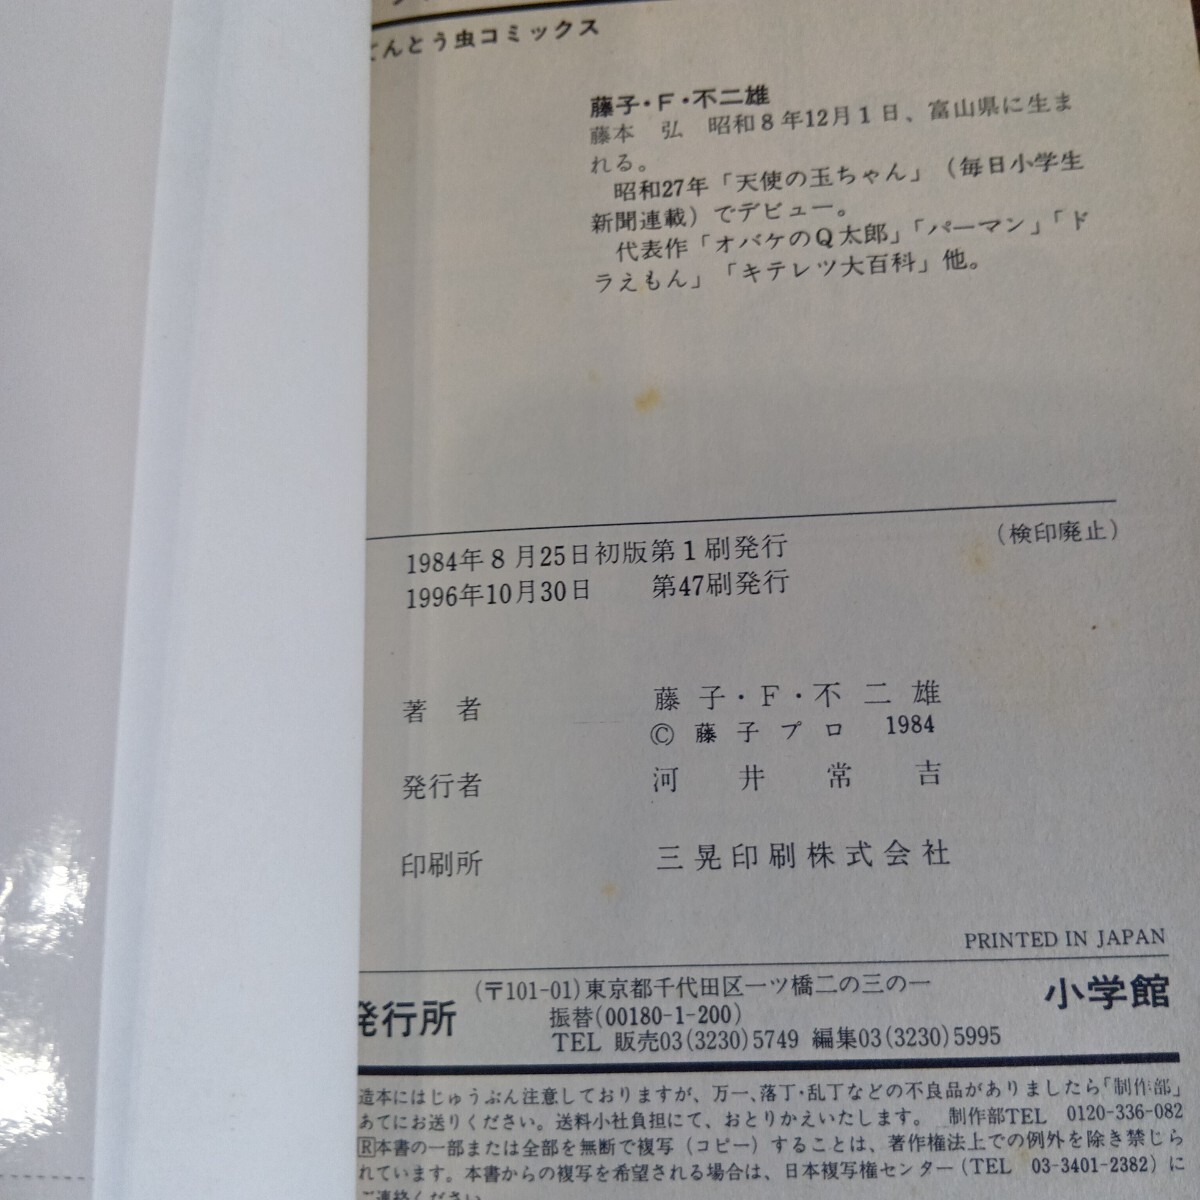 てんとう虫コミックス
藤子・F・不二雄
藤本　弘　昭和8年12月1日、富山県に生ま
れる。
昭和27年「天使の玉ちゃん」（毎日小学生
新聞連載）でデビュー。
代表作「オバケのQ太郎」「パーマン」「ド
ラえもん」「キテレツ大百科」他。
1984年8月25日初版第1刷発行
（検印廃止）
1996年10月30日　第47刷発行
著者　藤子・F・不二雄
©藤子プロ　1984
発行者　河井常吉
印刷所　三晃印刷株式会社
PRINTED IN JAPAN
（〒101-01）東京都千代田区一ツ橋二の三の一
発行所　振替（00180-1-200）　小学館
TEL 販売03(3230)5749 編集03(3230)5995
造本にはじゅうぶん注意しておりますが、万一、落丁・乱丁などの不良品がありましたら「制作部」
あてにお送りください。送料小社負担にて、おとりかえいたします。　制作部TEL　0120-336-082
R本書の一部または全部を無断で複写（コピー）することは、著作権法上での例外を除き禁じら
れています。本書からの複写を希望される場合は、日本複写権センター（TEL　03-3401-2382）に
ご連絡ください。